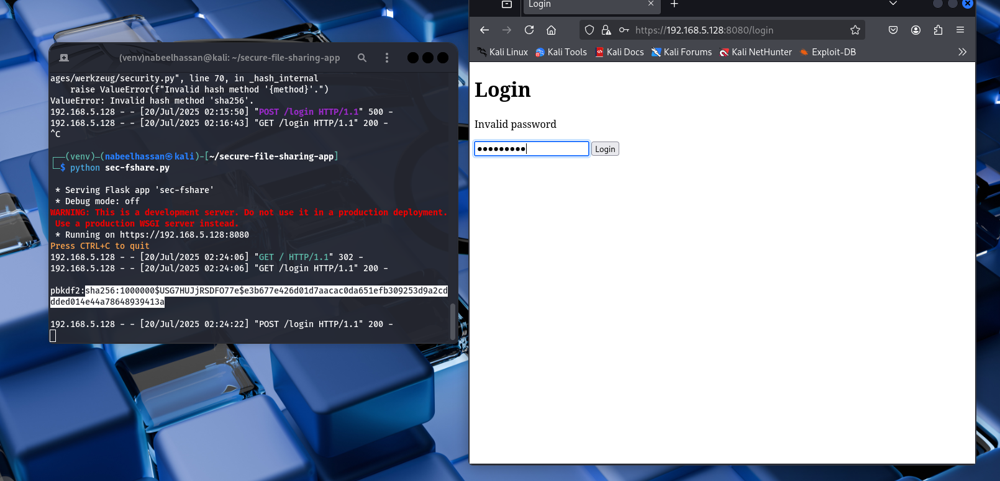 (venv)nabeelhassan@kali: ~/secure-file-sharing-app
ages/werkzeug/security.py", line 70, in _hash_internal
    raise ValueError(f"Invalid hash method '{method}'.")
ValueError: Invalid hash method 'sha256'.
192.168.5.128 - - [20/Jul/2025 02:15:50] "POST /login HTTP/1.1" 500 -
192.168.5.128 - - [20/Jul/2025 02:16:43] "GET /login HTTP/1.1" 200 -
^C
┌──(venv)─(nabeelhassan㉿kali)-[~/secure-file-sharing-app]
└─$ python sec-fshare.py
 * Serving Flask app 'sec-fshare'
 * Debug mode: off
WARNING: This is a development server. Do not use it in a production deployment.
 Use a production WSGI server instead.
 * Running on https://192.168.5.128:8080
Press CTRL+C to quit
192.168.5.128 - - [20/Jul/2025 02:24:06] "GET / HTTP/1.1" 302 -
192.168.5.128 - - [20/Jul/2025 02:24:06] "GET /login HTTP/1.1" 200 -
pbkdf2:sha256:1000000$USG7HUJjRSDFO77e$e3b677e426d01d7aacac0da651efb309253d9a2cd
dded014e44a78648939413a
192.168.5.128 - - [20/Jul/2025 02:24:22] "POST /login HTTP/1.1" 200 -
Login
https://192.168.5.128:8080/login
Kali Linux Kali Tools Kali Docs Kali Forums Kali NetHunter Exploit-DB
Login
Invalid password
Login